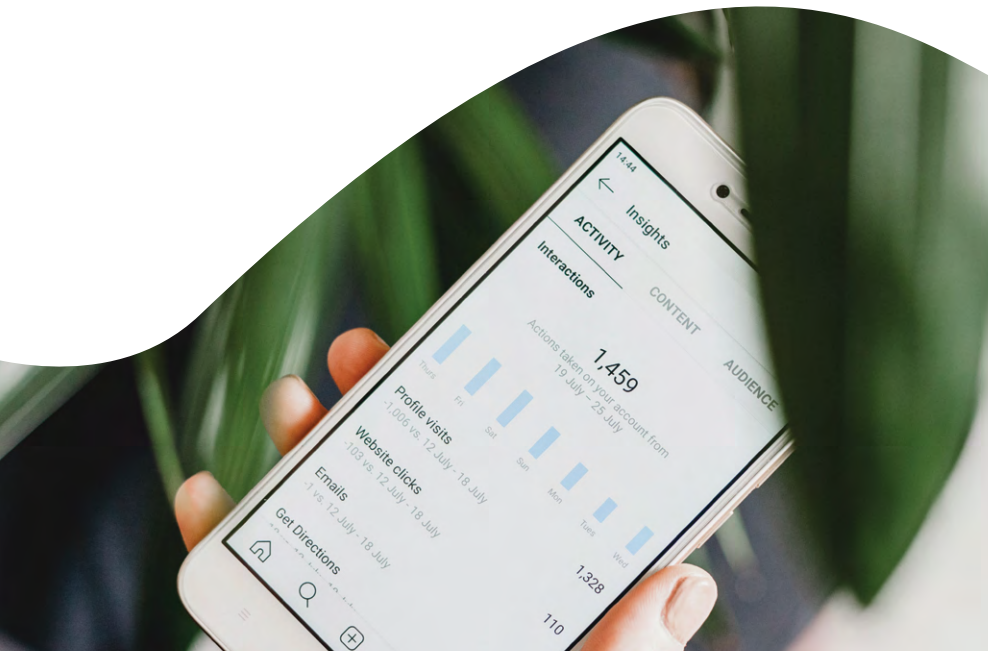 14:44
Insights
ACTIVITY
CONTENT
AUDIENCE
Interactions
1,459
Actions taken on your account from
19 July – 25 July
Thurs
Fri
Sat
Sun
Mon
Tues
Wed
Profile visits
-1,006 vs. 12 July - 18 July
1,328
Website clicks
-103 vs. 12 July - 18 July
110
Emails
-1 vs. 12 July - 18 July
Get Directions